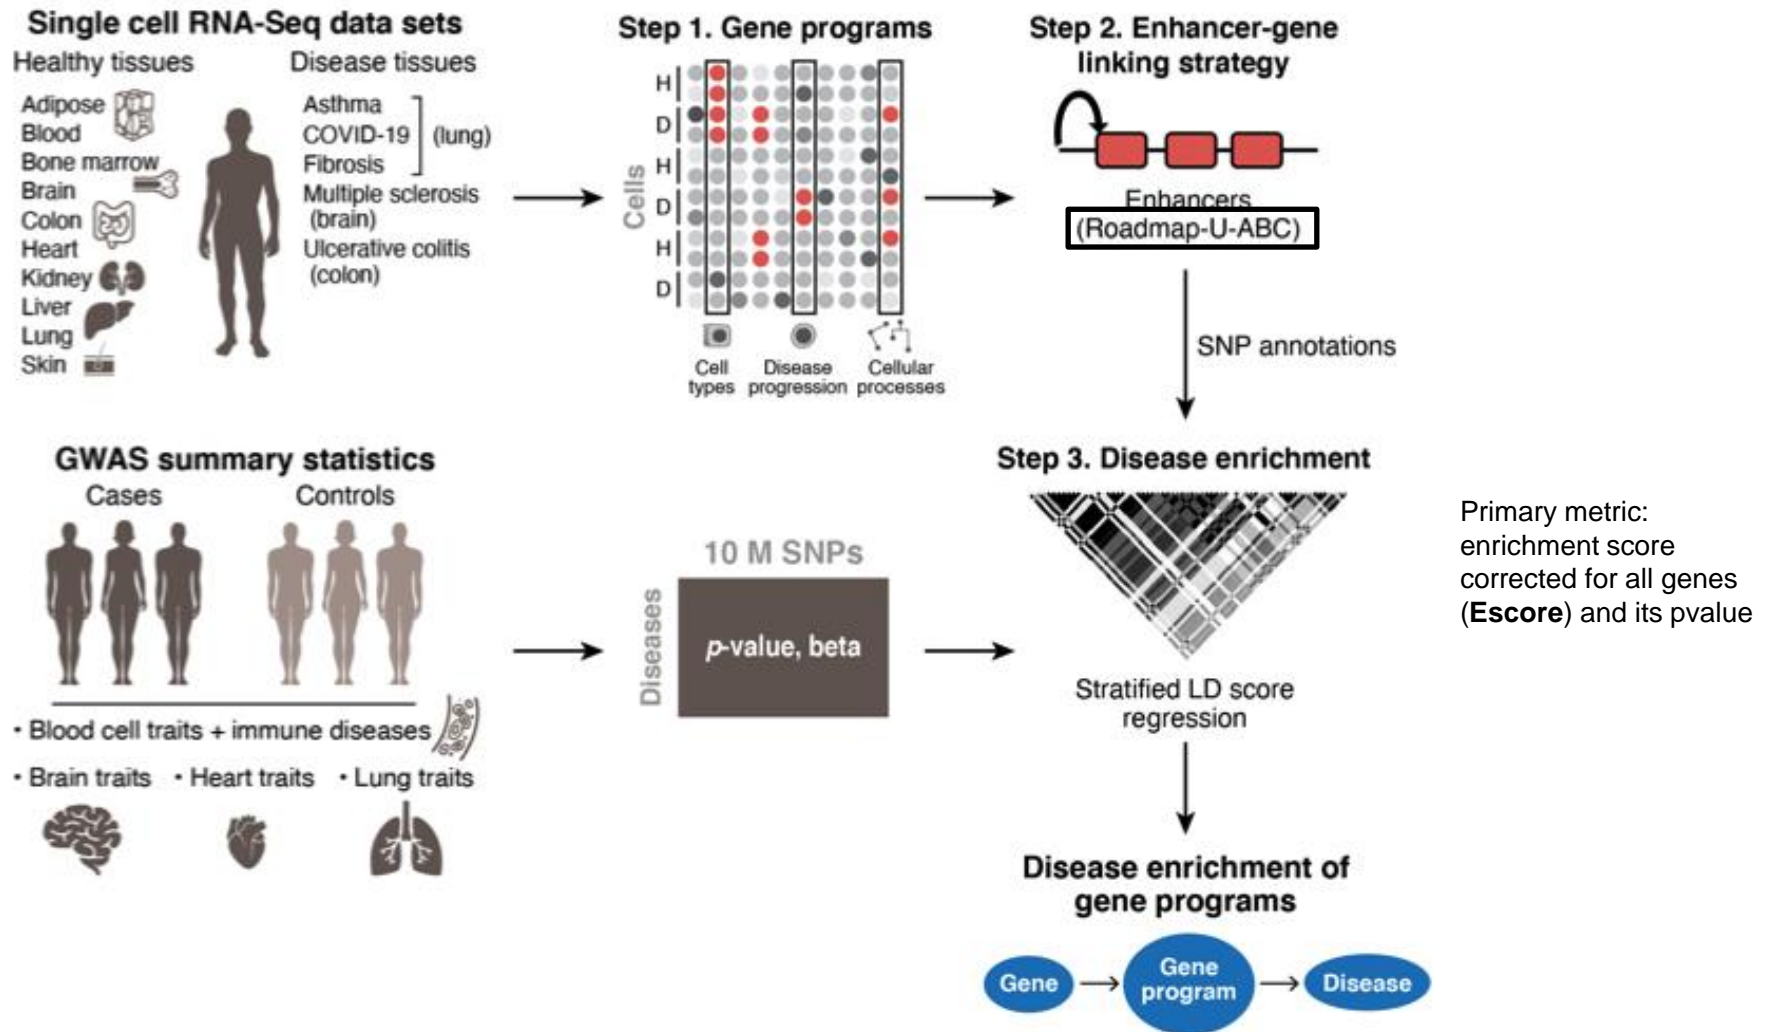 Single cell RNA-Seq data sets
Healthy tissues
Adipose
Blood
Bone marrow
Brain
Colon
Heart
Kidney
Liver
Lung
Skin
Disease tissues
Asthma
COVID-19
(lung)
Fibrosis
Multiple sclerosis
(brain)
Ulcerative colitis
(colon)
Step 1. Gene programs
Cells
H
D
H
D
H
D
Cell
types
Disease
progression
Cellular
processes
Step 2. Enhancer-gene
linking strategy
Enhancers
(Roadmap-U-ABC)
SNP annotations
GWAS summary statistics
Cases
Controls
• Blood cell traits + immune diseases
• Brain traits
• Heart traits
• Lung traits
10 M SNPs
Diseases
p-value, beta
Step 3. Disease enrichment
Stratified LD score
regression
Primary metric:
enrichment score
corrected for all genes
(Escore) and its pvalue
Disease enrichment of
gene programs
Gene
Gene
program
Disease